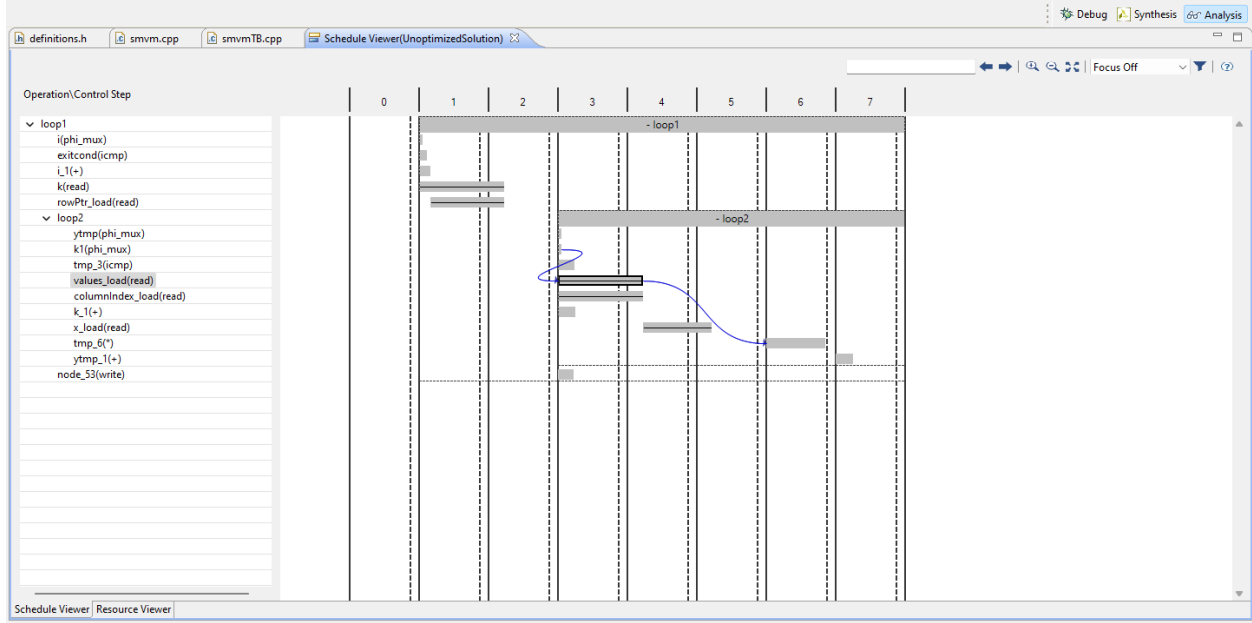 Debug Synthesis Analysis
definitions.h smvm.cpp smvmTB.cpp Schedule Viewer(UnoptimizedSolution)
Focus Off
Operation\Control Step 0 1 2 3 4 5 6 7
loop1 - loop1
i(phi_mux)
exitcond(icmp)
i_1(+)
k(read)
rowPtr_load(read)
loop2 - loop2
ytmp(phi_mux)
k1(phi_mux)
tmp_3(icmp)
values_load(read)
columnIndex_load(read)
k_1(+)
x_load(read)
tmp_6(*)
ytmp_1(+)
node_53(write)
Schedule Viewer Resource Viewer